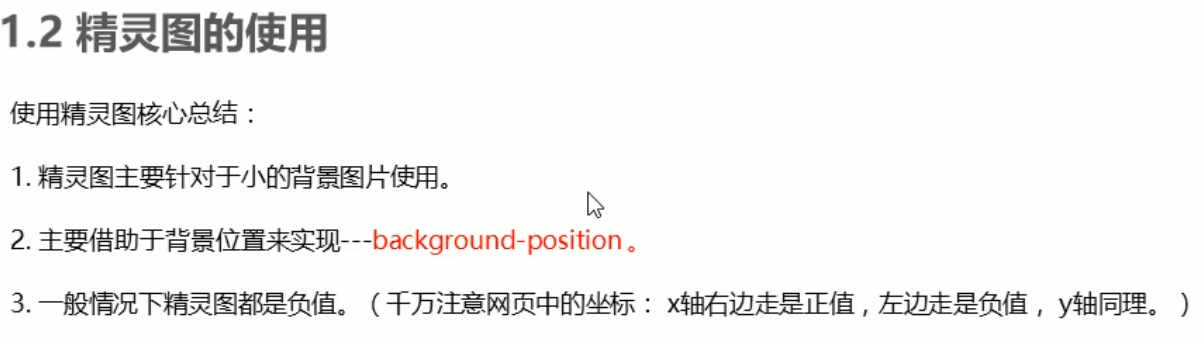 1.2 精灵图的使用
使用精灵图核心总结：
1. 精灵图主要针对于小的背景图片使用。
2. 主要借助于背景位置来实现---background-position。
3. 一般情况下精灵图都是负值。（千万注意网页中的坐标： x轴右边走是正值，左边走是负值， y轴同理。）